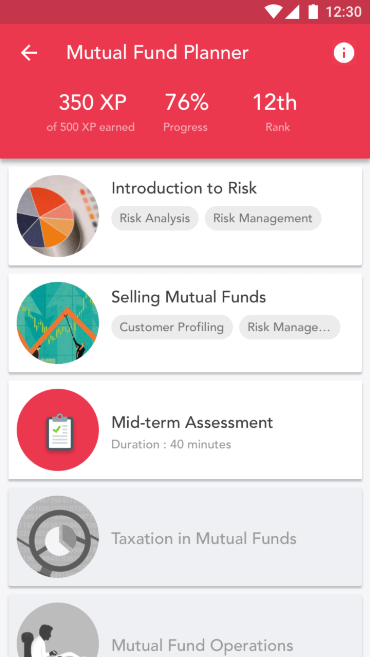 12:30
Mutual Fund Planner
350 XP
76%
12th
of 500 XP earned
Progress
Rank
Introduction to Risk
Risk Analysis
Risk Management
Selling Mutual Funds
Customer Profiling
Risk Manage...
Mid-term Assessment
Duration : 40 minutes
Taxation in Mutual Funds
Mutual Fund Operations